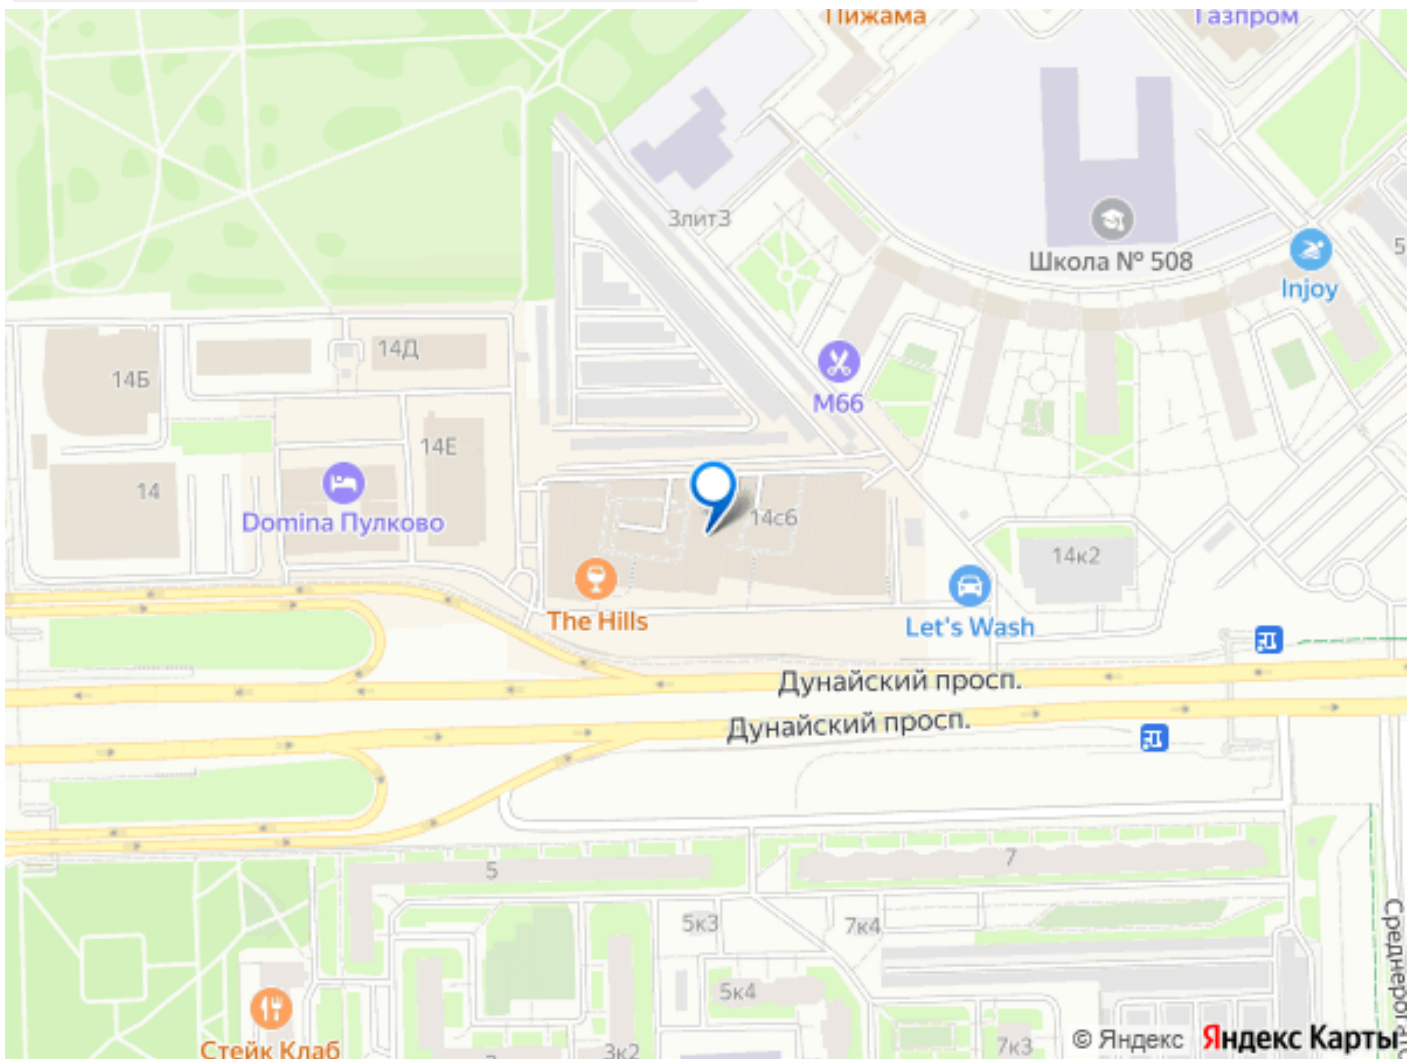 Пижама
Газпром
3лит3
Школа № 508
5
Injoy
14Д
14Б
М66
14Е
14
Domina Пулково
14с6
14к2
The Hills
Let's Wash
Дунайский просп.
Дунайский просп.
7
5
5к3
7к4
5к4
Стейк Клаб
3к2
7к3
© Яндекс Яндекс Карты